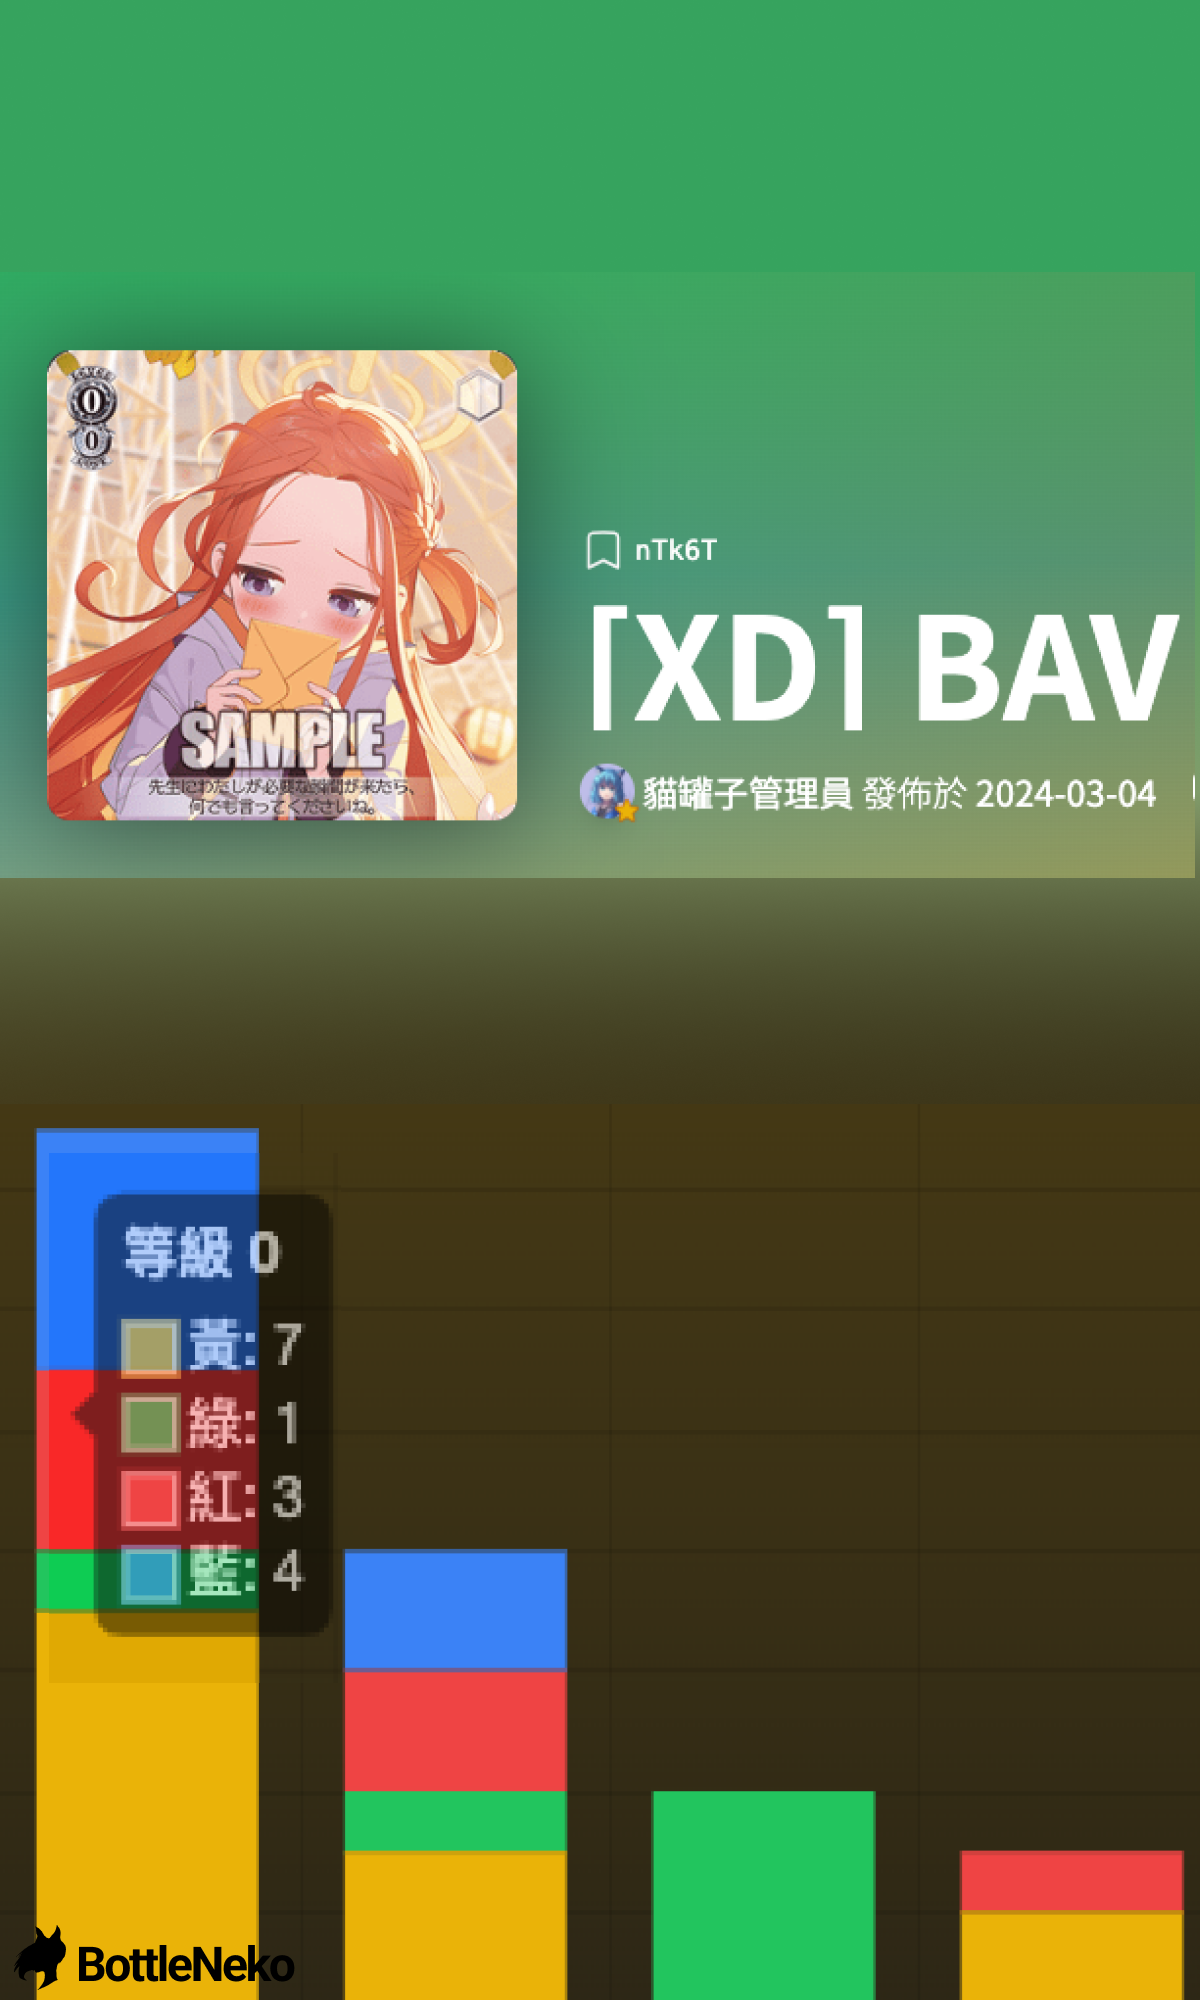 0
0
SAMPLE
先生にわたしが必要な瞬間が来たら、
何でも言ってくださいね。
nTk6T
[XD] BAV
貓罐子管理員 發佈於 2024-03-04
等級 0
黃: 7
綠: 1
紅: 3
藍: 4
BottleNeko